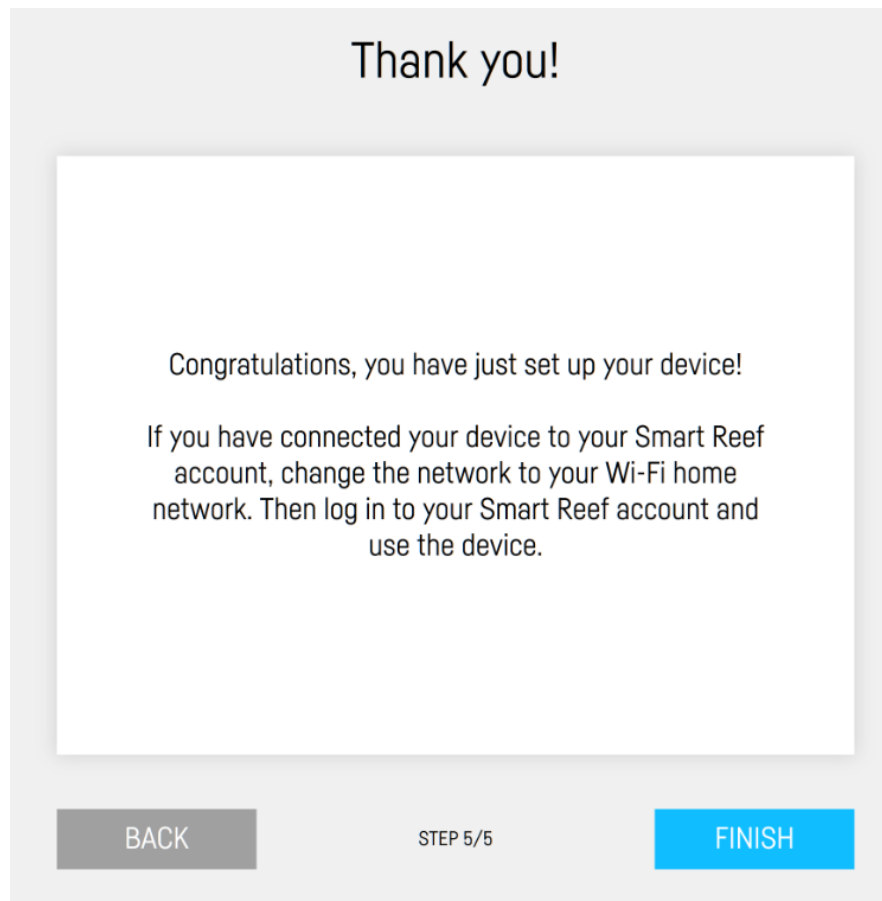 Thank you!
Congratulations, you have just set up your device!
If you have connected your device to your Smart Reef
account, change the network to your Wi-Fi home
network. Then log in to your Smart Reef account and
use the device.
BACK
STEP 5/5
FINISH